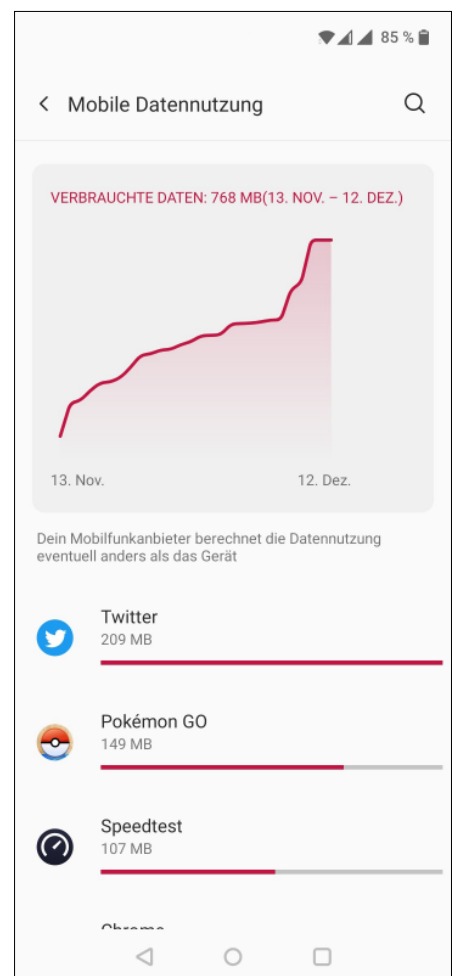 85 %
Mobile Datennutzung
VERBRAUCHTE DATEN: 768 MB(13. NOV. – 12. DEZ.)
13. Nov.
12. Dez.
Dein Mobilfunkanbieter berechnet die Datennutzung
eventuell anders als das Gerät
Twitter
209 MB
Pokémon GO
149 MB
Speedtest
107 MB
Chrome